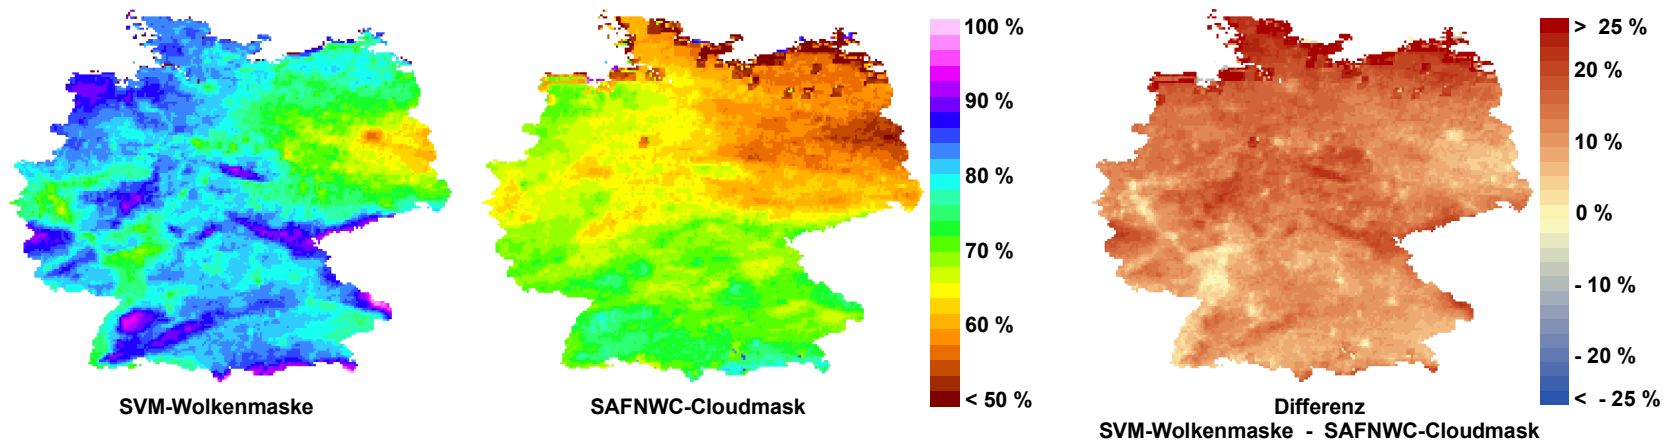 100 %
90 %
80 %
70 %
60 %
< 50 %
> 25 %
20 %
10 %
0 %
- 10 %
- 20 %
< - 25 %
SVM-Wolkenmaske
SAFNWC-Cloudmask
Differenz
SVM-Wolkenmaske - SAFNWC-Cloudmask